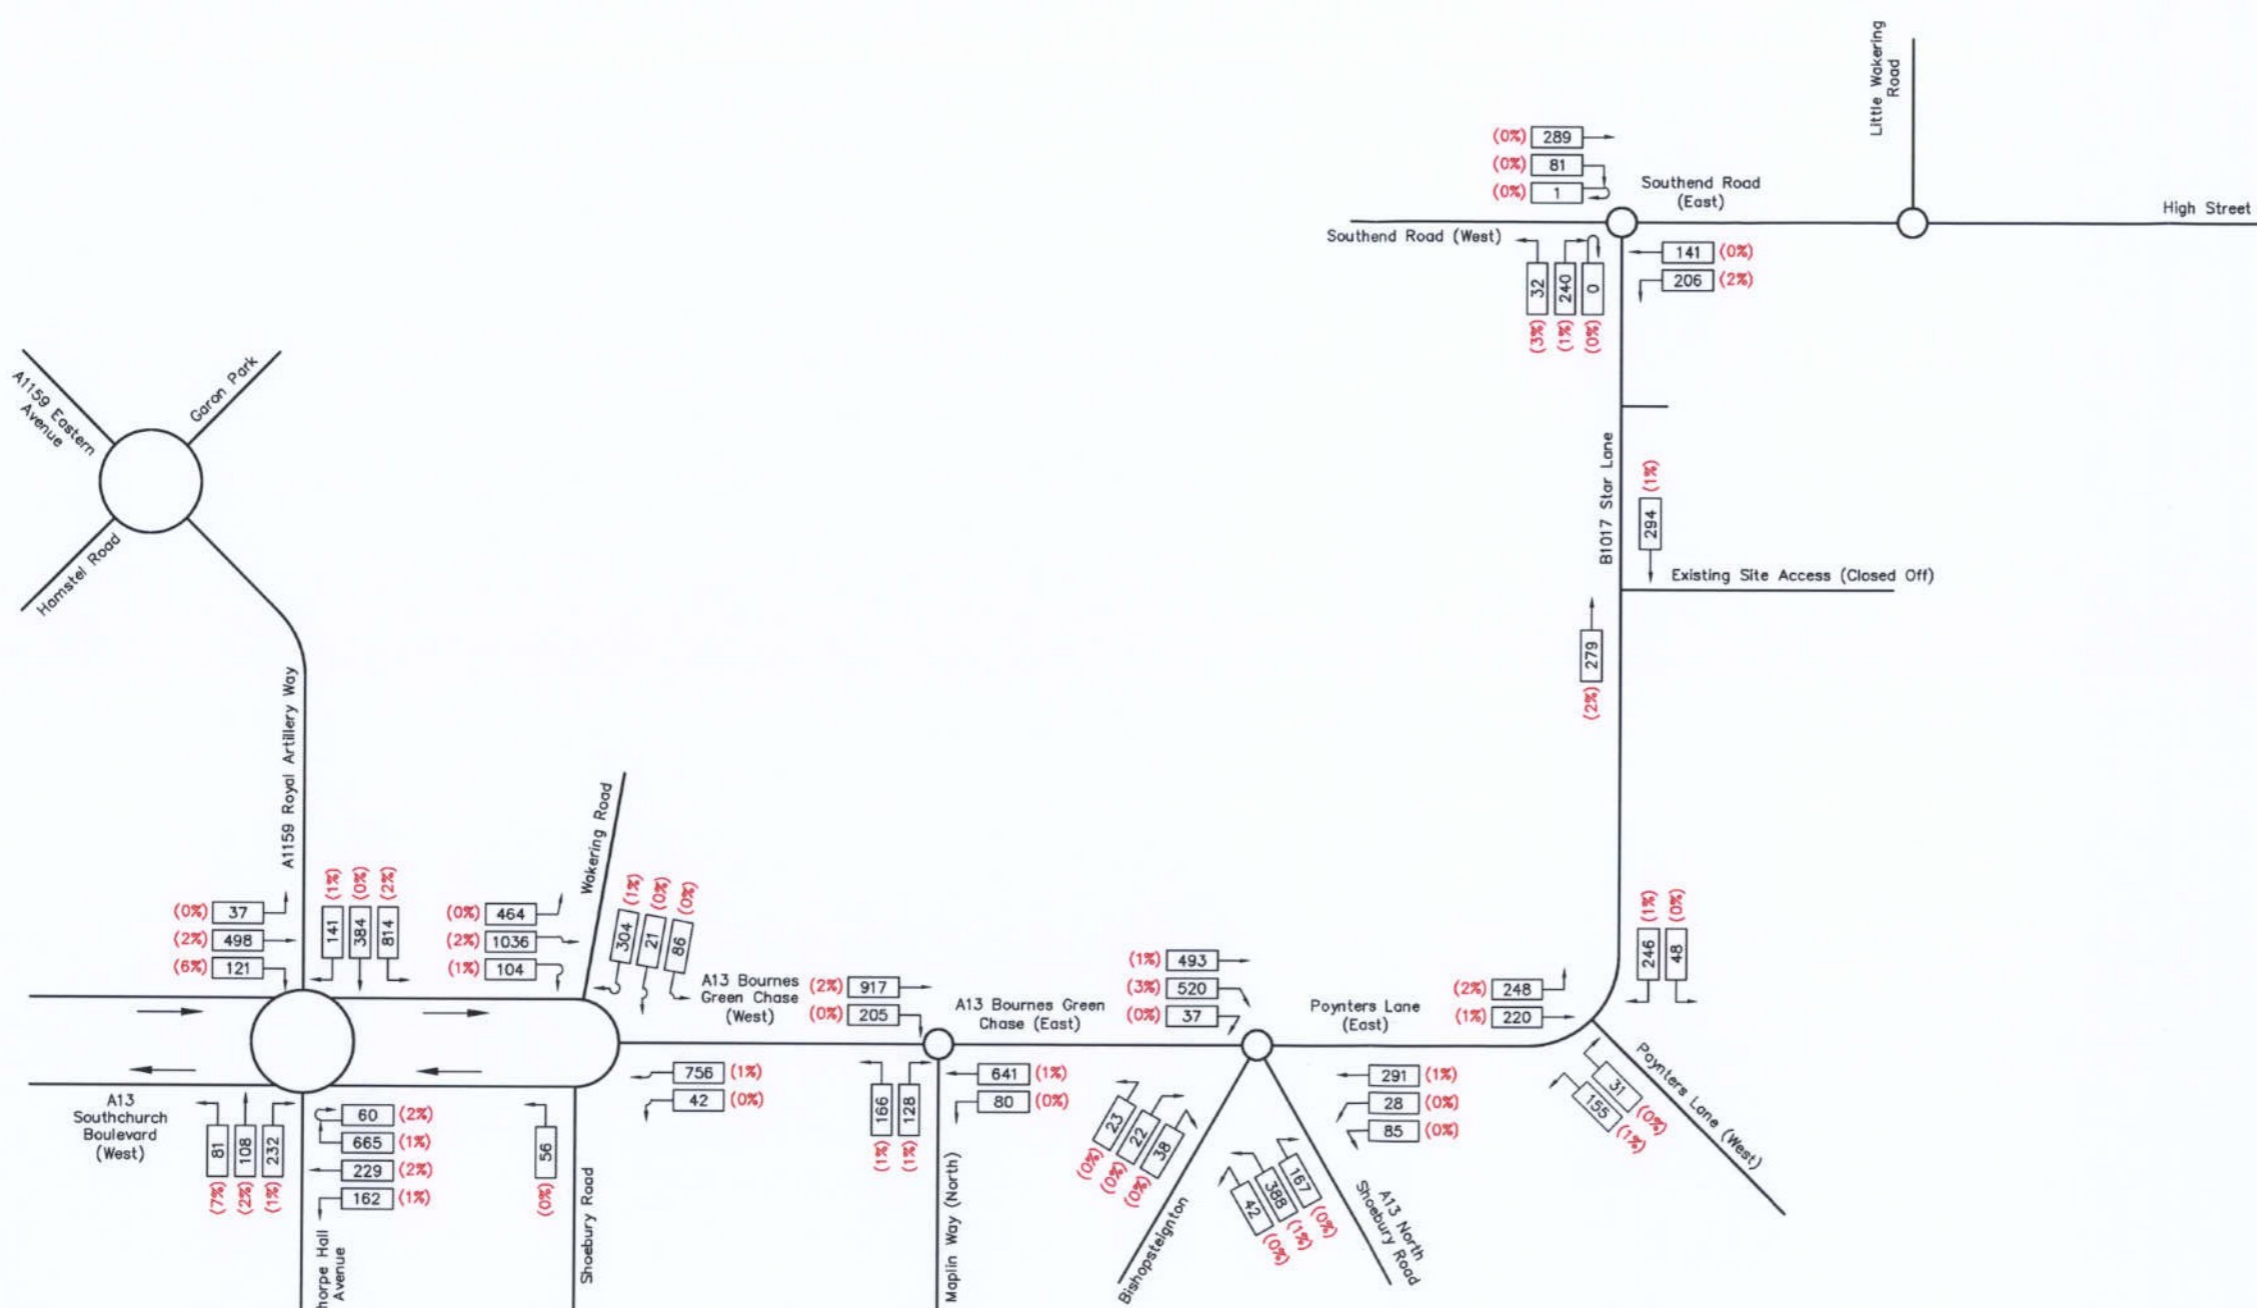 Little Wakering
Road
(0%) 289
(0%) 81
(0%) 1
Southend Road
(East)
High Street
Southend Road (West)
32
240
0
(3%)
(1%)
(0%)
141 (0%)
206 (2%)
A1159 Eastern
Avenue
Garon Park
Hamstel Road
B1017 Star Lane
(1%)
294
Existing Site Access (Closed Off)
279
(2%)
A1159 Royal Artillery Way
Wakering Road
(0%) 37
(2%) 498
(6%) 121
(1%)
(0%)
(2%)
141
384
814
(0%) 464
(2%) 1036
(1%) 104
(1%)
(0%)
(0%)
304
21
86
A13 Bournes
Green Chase
(West)
(2%) 917
(0%) 205
A13 Bournes Green
Chase (East)
(1%) 493
(3%) 520
(0%) 37
Poynters Lane
(East)
(2%) 248
(1%) 220
(1%)
(0%)
246
48
Poynters Lane (West)
31 (0%)
155 (1%)
A13
Southchurch
Boulevard
(West)
81
108
232
(7%)
(2%)
(1%)
60 (2%)
665 (1%)
229 (2%)
162 (1%)
horpe Hall
Avenue
56
(0%)
Shoebury Road
756 (1%)
42 (0%)
166
128
(1%)
(1%)
Maplin Way (North)
641 (1%)
80 (0%)
23
22
38
(0%)
(0%)
(0%)
Bishopsteignton
42
388
167
(0%)
(1%)
(0%)
A13 North
Shoebury Road
291 (1%)
28 (0%)
85 (0%)